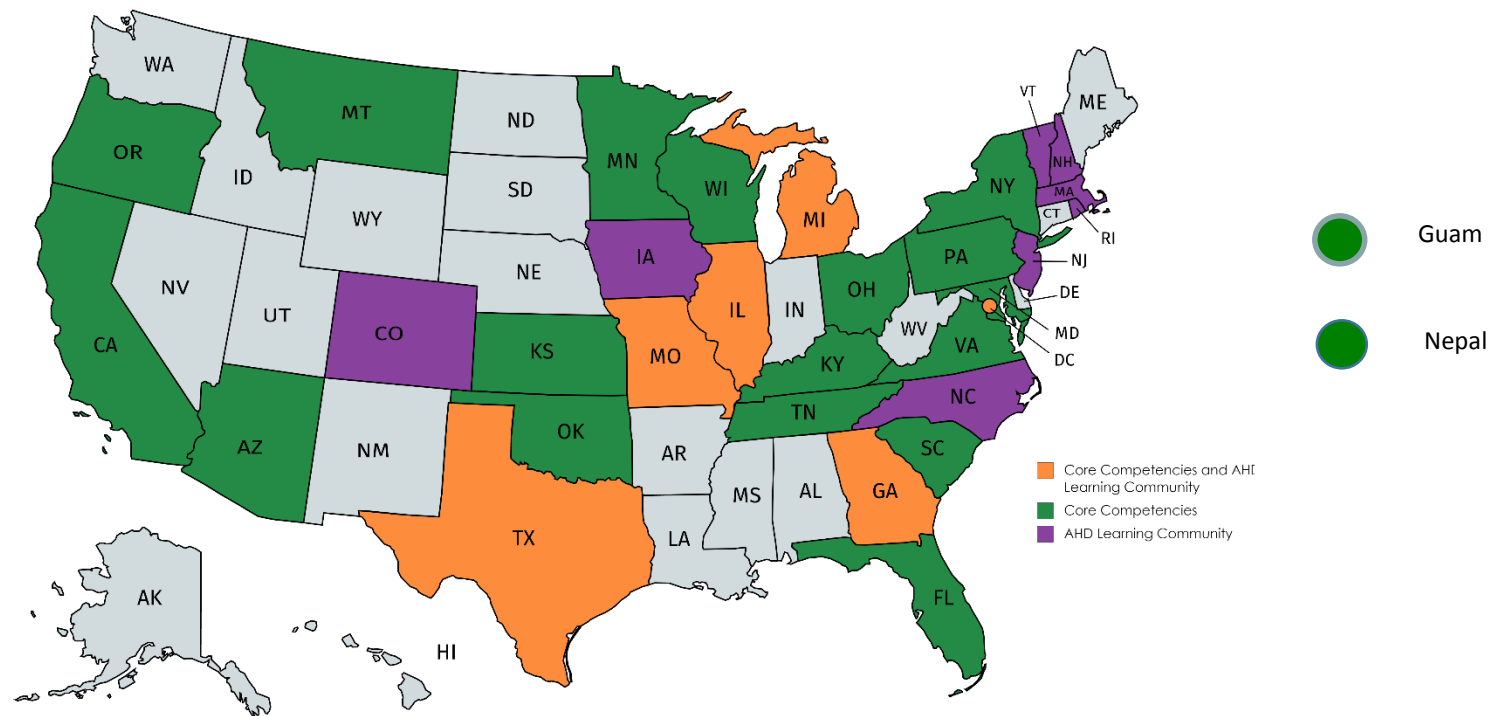 WA
MT
ND
MN
OR
ID
SD
WI
WY
MI
NY
VT
NH
ME
MA
CT
RI
NV
UT
CO
NE
IA
IL
IN
OH
PA
NJ
DE
MD
DC
CA
KS
MO
KY
WV
VA
AZ
NM
OK
AR
TN
NC
SC
TX
LA
MS
AL
GA
FL
AK
HI
Guam
Nepal
Core Competencies and AHD
Learning Community
Core Competencies
AHD Learning Community